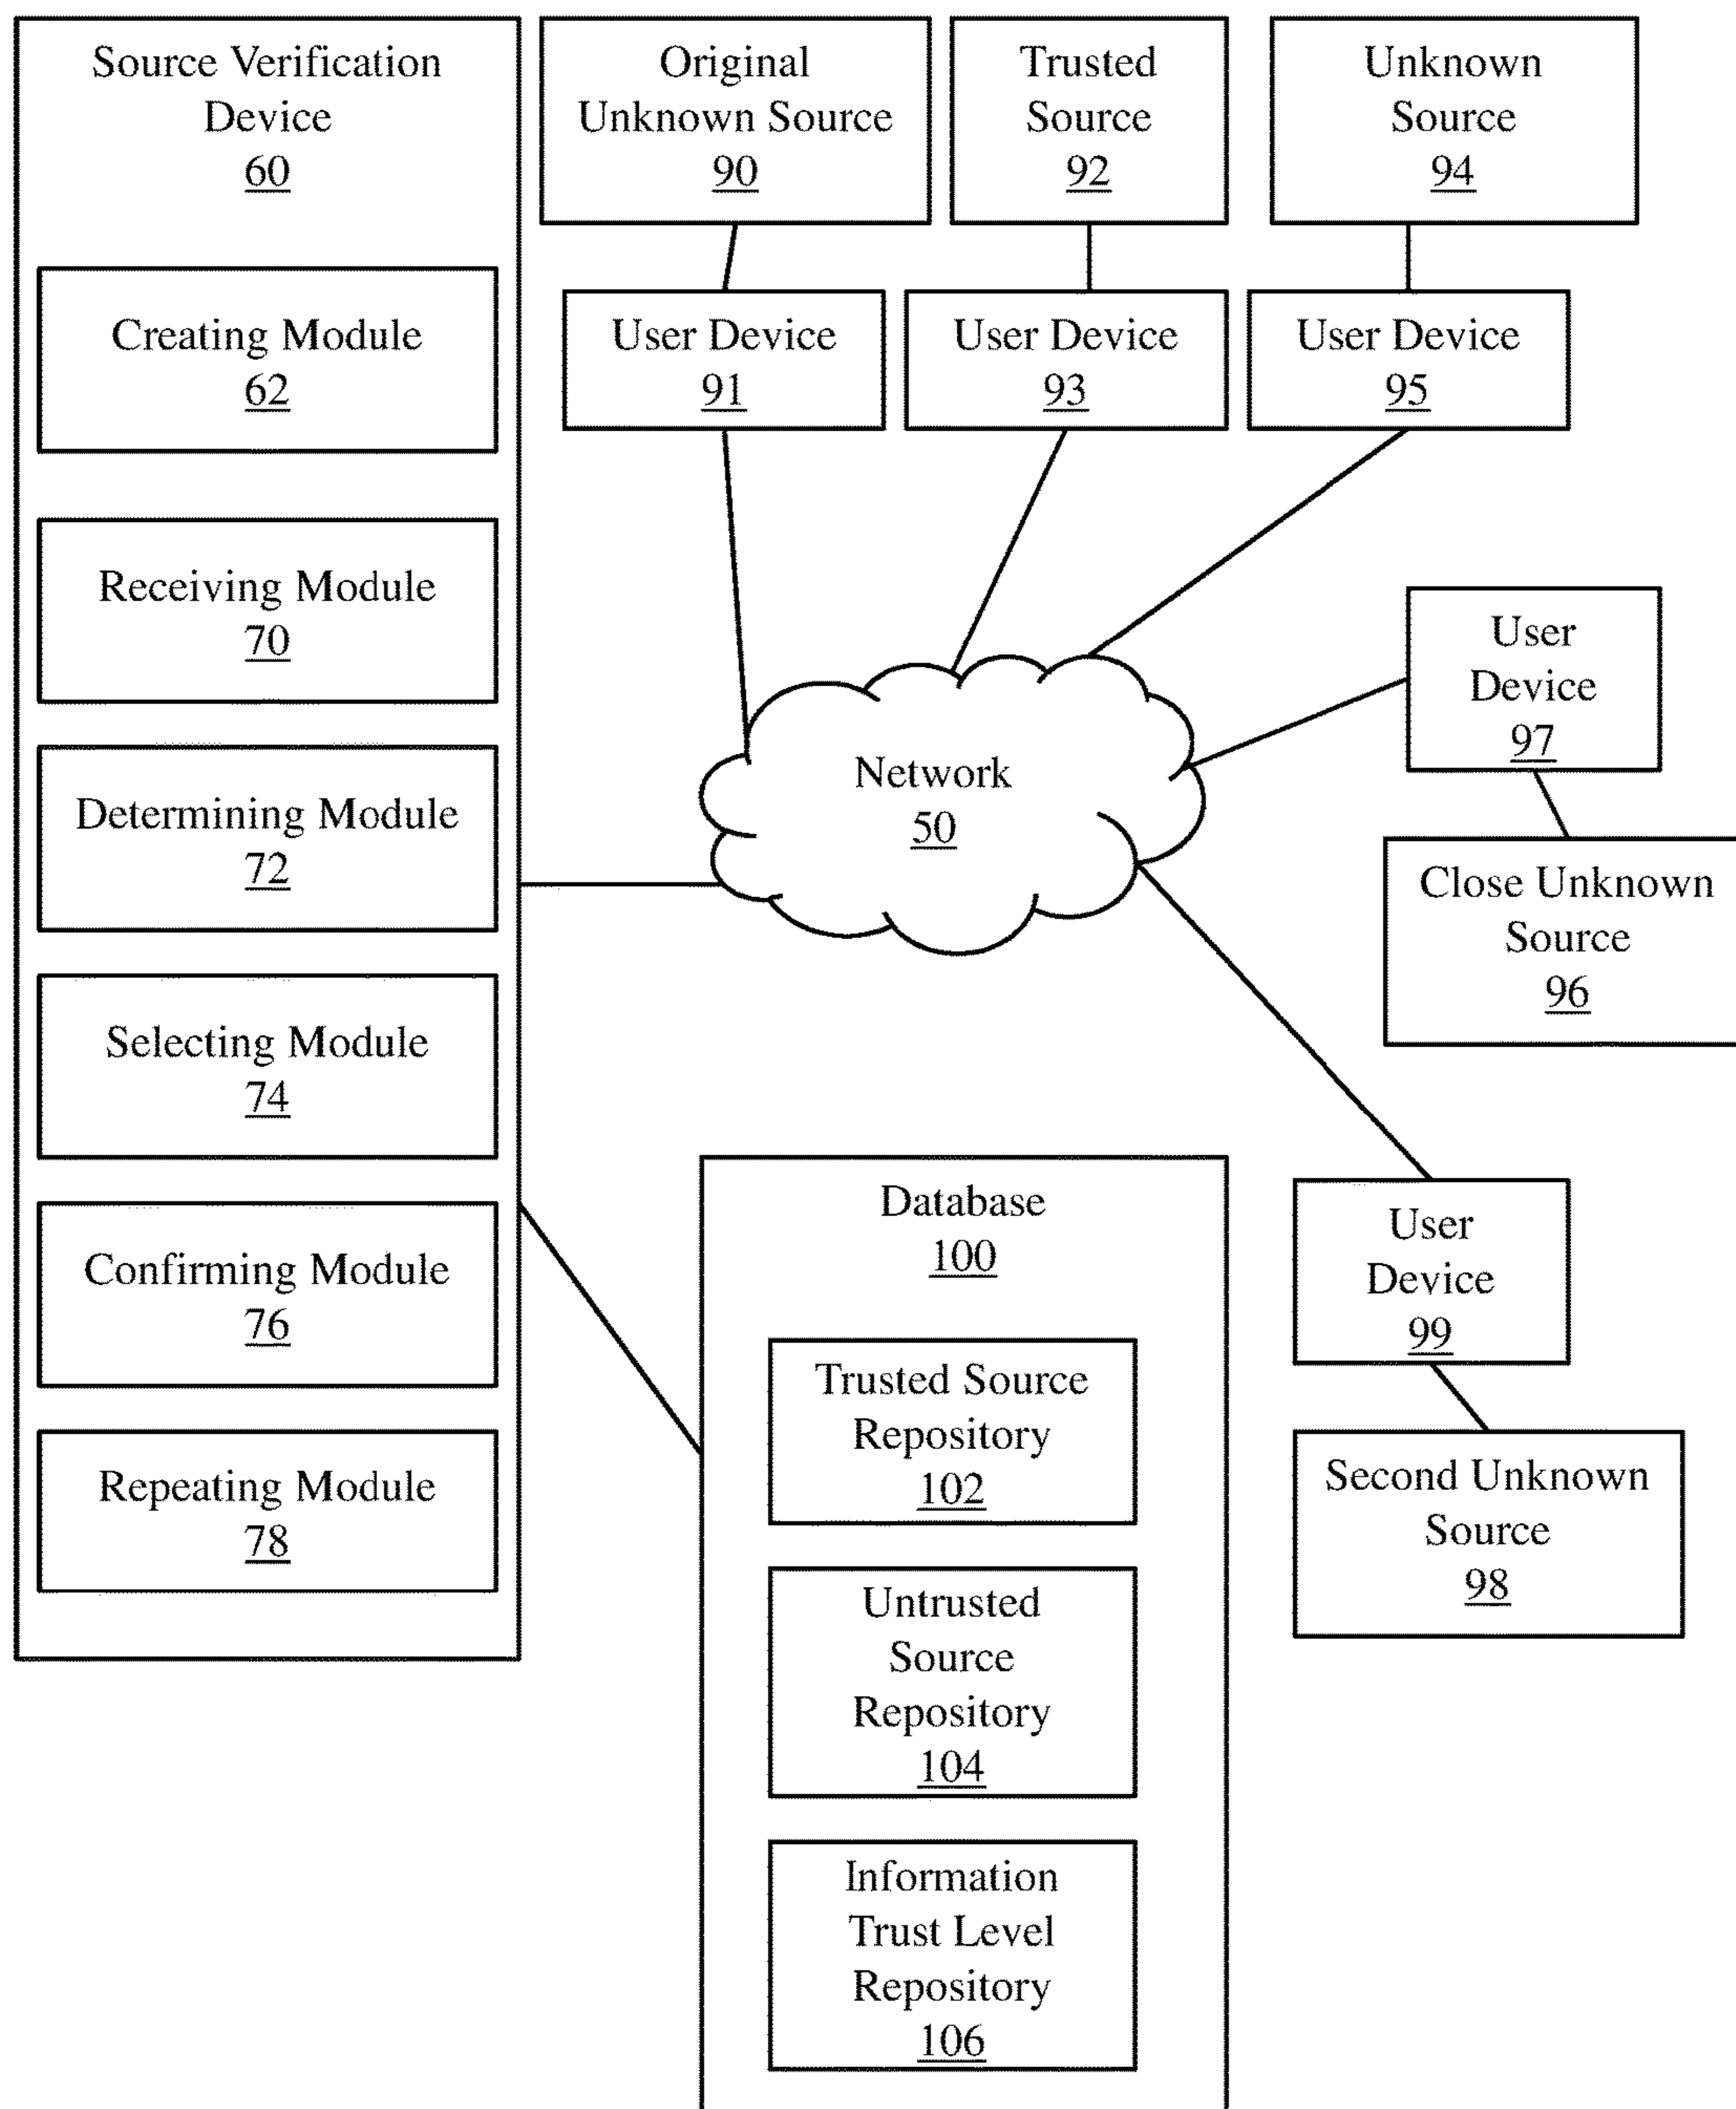 Source Verification
Device
60
Creating Module
62
Receiving Module
70
Determining Module
72
Selecting Module
74
Confirming Module
76
Repeating Module
78
Original
Unknown Source
90
Trusted
Source
92
Unknown
Source
94
User Device
91
User Device
93
User Device
95
Network
50
User
Device
97
Close Unknown
Source
96
User
Device
99
Second Unknown
Source
98
Database
100
Trusted Source
Repository
102
Untrusted
Source
Repository
104
Information
Trust Level
Repository
106